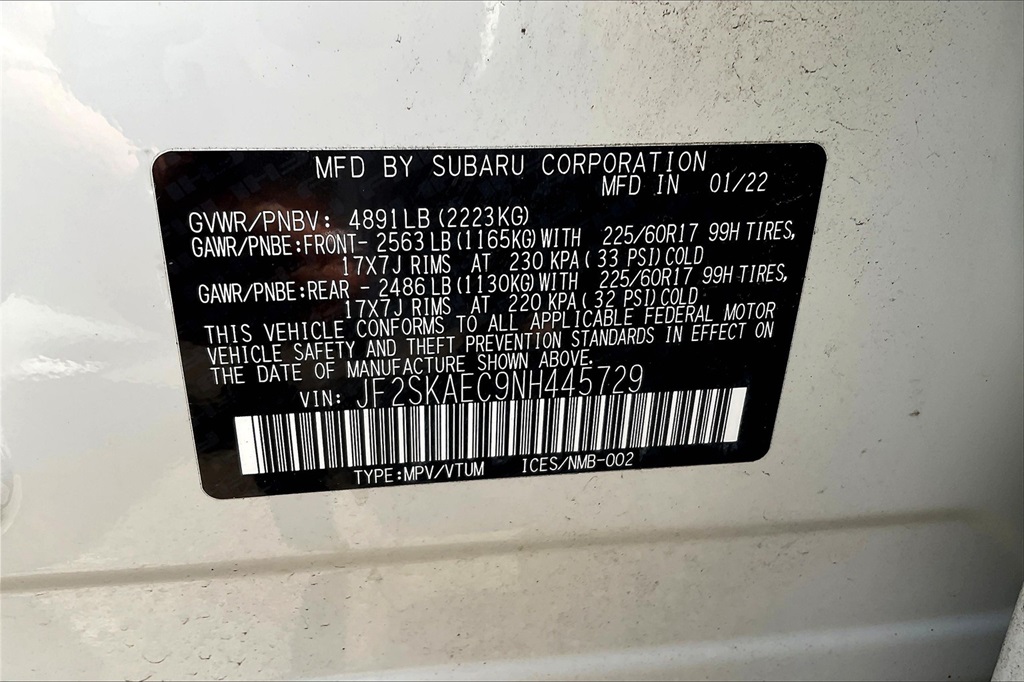 MFD BY SUBARU CORPORATION
MFD IN 01/22
GVWR/PNBV: 4891LB(2223KG)
GAWR/PNBE:FRONT- 2563LB(1165KG)WITH 225/60R17 99H TIRES,
17X7J RIMS AT 230 KPA(33 PSI)COLD
GAWR/PNBE:REAR - 2486LB(1130KG)WITH 225/60R17 99H TIRES,
17X7J RIMS AT 220 KPA(32 PSI)COLD
THIS VEHICLE CONFORMS TO ALL APPLICABLE FEDERAL MOTOR
VEHICLE SAFETY AND THEFT PREVENTION STANDARDS IN EFFECT ON
THE DATE OF MANUFACTURE SHOWN ABOVE.
VIN: JF2SKAEC9NH445729
TYPE:MPV/VTUM ICES/NMB-002